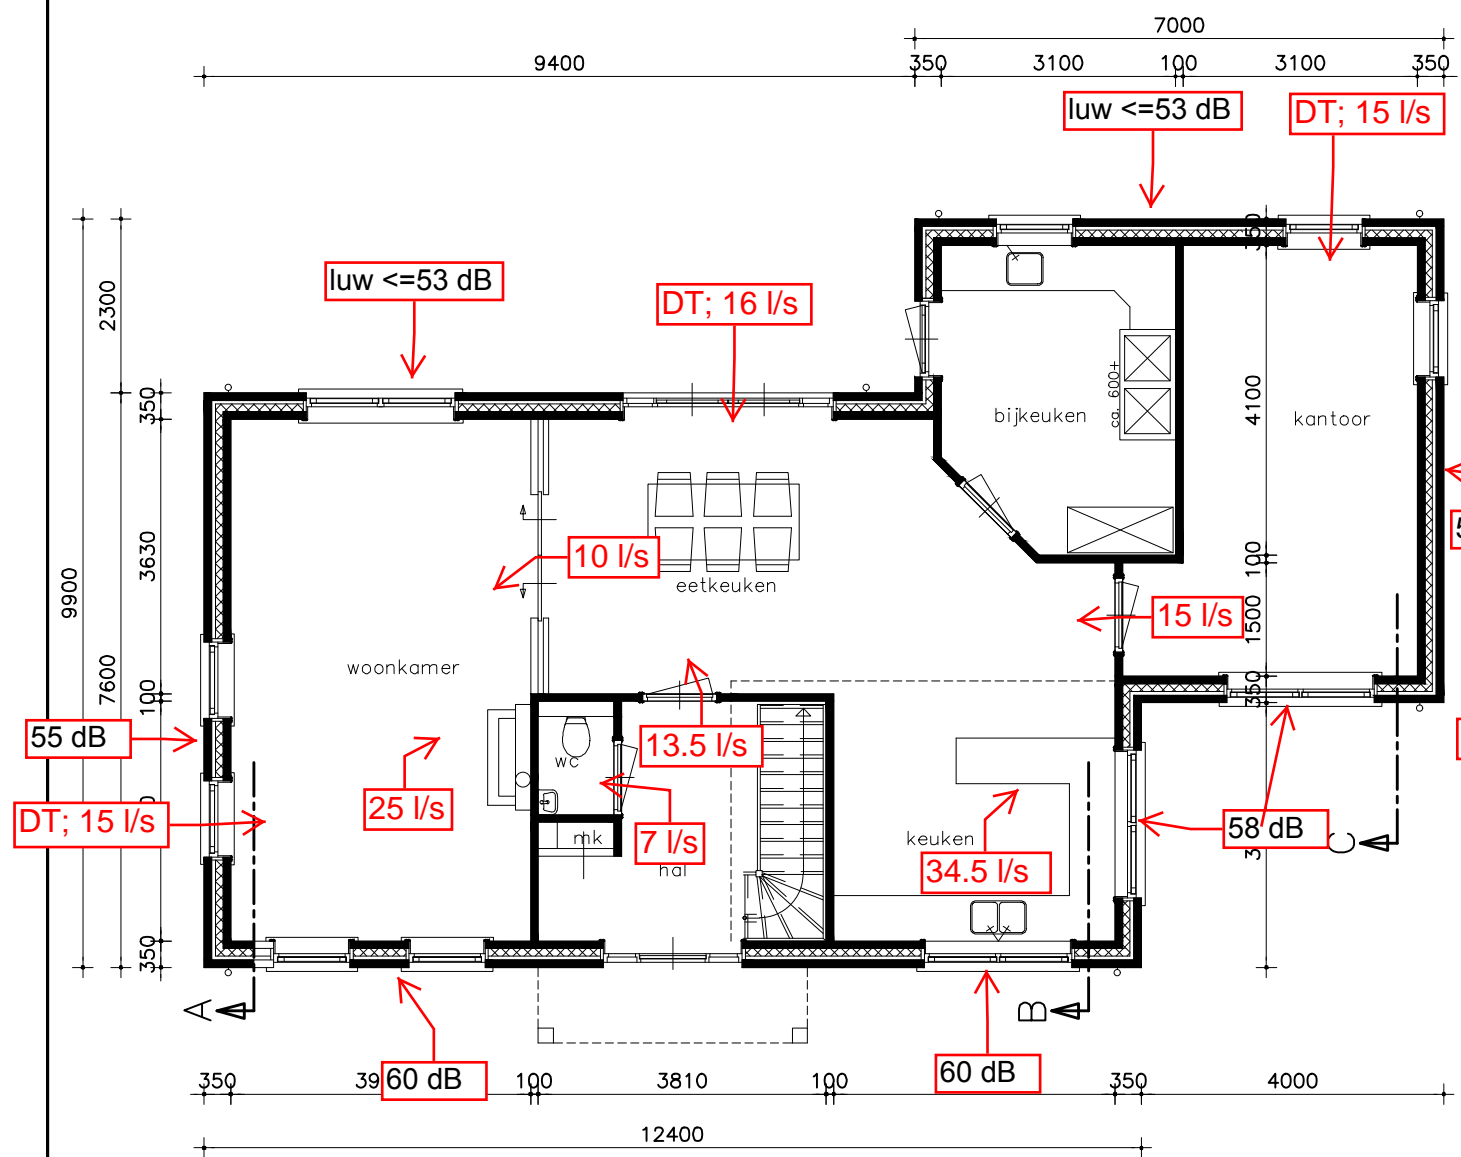 7000
9400
350
3100
100
3100
350
luw <=53 dB
DT; 15 l/s
350
luw <=53 dB
DT; 16 l/s
2300
350
ca. 600+
bijkeuken
4100
kantoor
3630
10 l/s
eetkeuken
100
9900
15 l/s
1500
woonkamer
7600
100
350
55 dB
13.5 l/s
wc
DT; 15 l/s
25 l/s
7 l/s
mk
hal
keuken
34.5 l/s
58 dB
C
350
A
B
60 dB
60 dB
350
100
3810
100
350
4000
12400